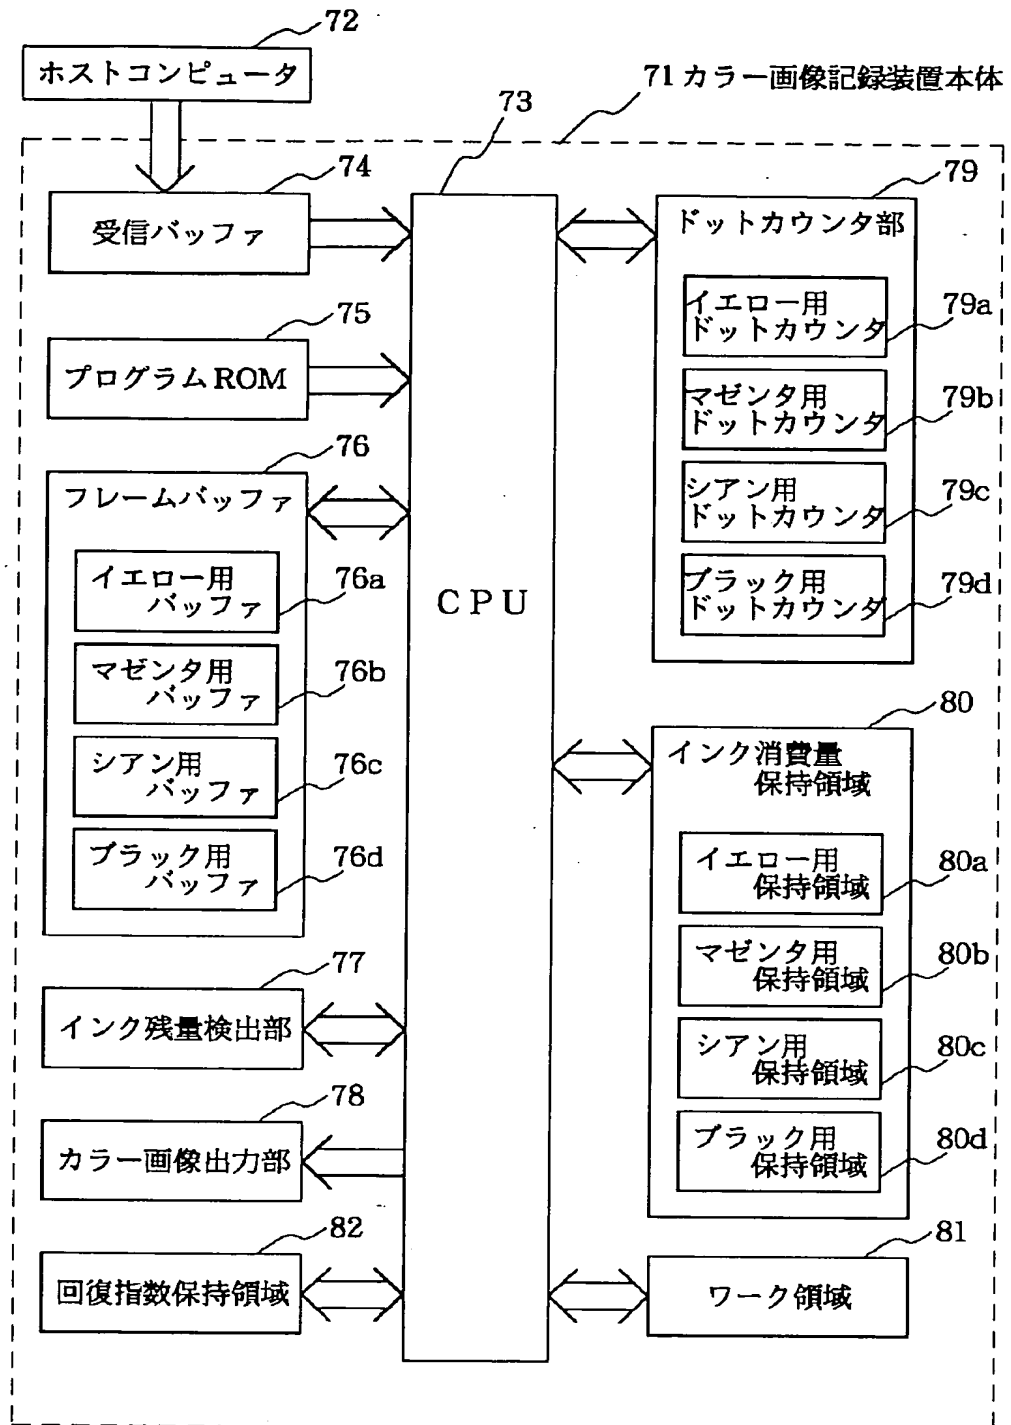 72
ホストコンピュータ
71カラー画像記録装置本体
73
74
受信バッファ
75
プログラムROM
76
フレームバッファ
イエロー用
バッファ
76a
マゼンタ用
バッファ
76b
シアン用
バッファ
76c
ブラック用
バッファ
76d
77
インク残量検出部
78
カラー画像出力部
82
回復指数保持領域
CPU
79
ドットカウンタ部
イエロー用
ドットカウンタ
79a
マゼンタ用
ドットカウンタ
79b
シアン用
ドットカウンタ
79c
ブラック用
ドットカウンタ
79d
80
インク消費量
保持領域
イエロー用
保持領域
80a
マゼンタ用
保持領域
80b
シアン用
保持領域
80c
ブラック用
保持領域
80d
81
ワーク領域